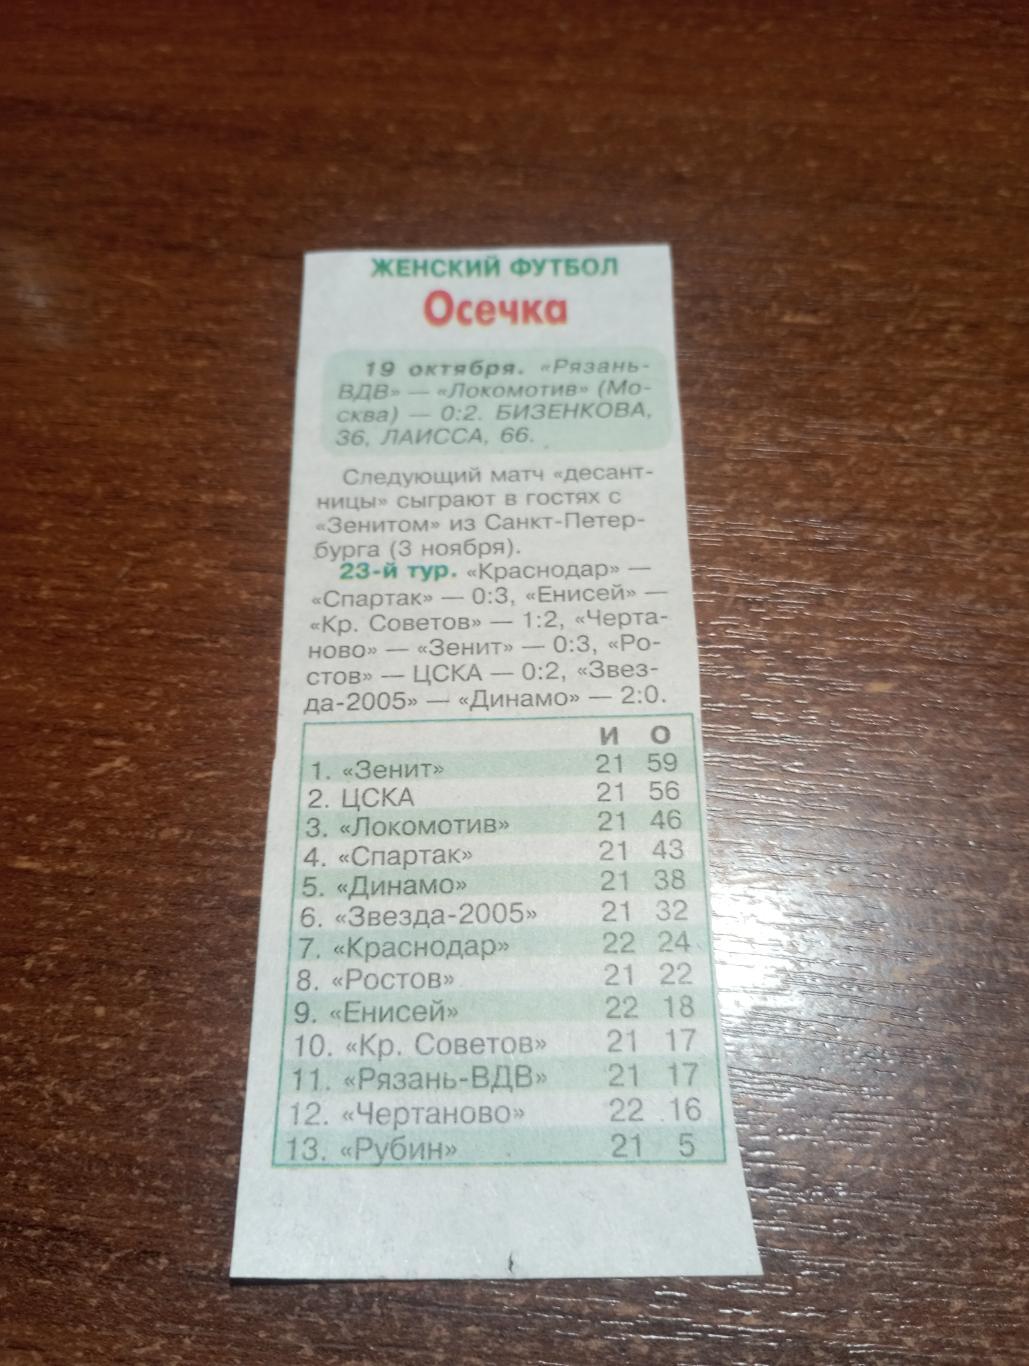 ЖЕНСКИЙ ФУТБОЛ
Осечка
19 октября. «Рязань-
ВДВ» — «Локомотив» (Мо-
сква) — 0:2. БИЗЕНКОВА,
36, ЛАИССА, 66.
Следующий матч «десант-
ницы» сыграют в гостях с
«Зенитом» из Санкт-Петер-
бурга (3 ноября).
23-й тур. «Краснодар» —
«Спартак» — 0:3, «Енисей» —
«Кр. Советов» — 1:2, «Черта-
ново» — «Зенит» — 0:3, «Ро-
стов» — ЦСКА — 0:2, «Звез-
да-2005» — «Динамо» — 2:0.
И О
1. «Зенит» 21 59
2. ЦСКА 21 56
3. «Локомотив» 21 46
4. «Спартак» 21 43
5. «Динамо» 21 38
6. «Звезда-2005» 21 32
7. «Краснодар» 22 24
8. «Ростов» 21 22
9. «Енисей» 22 18
10. «Кр. Советов» 21 17
11. «Рязань-ВДВ» 21 17
12. «Чертаново» 22 16
13. «Рубин» 21 5